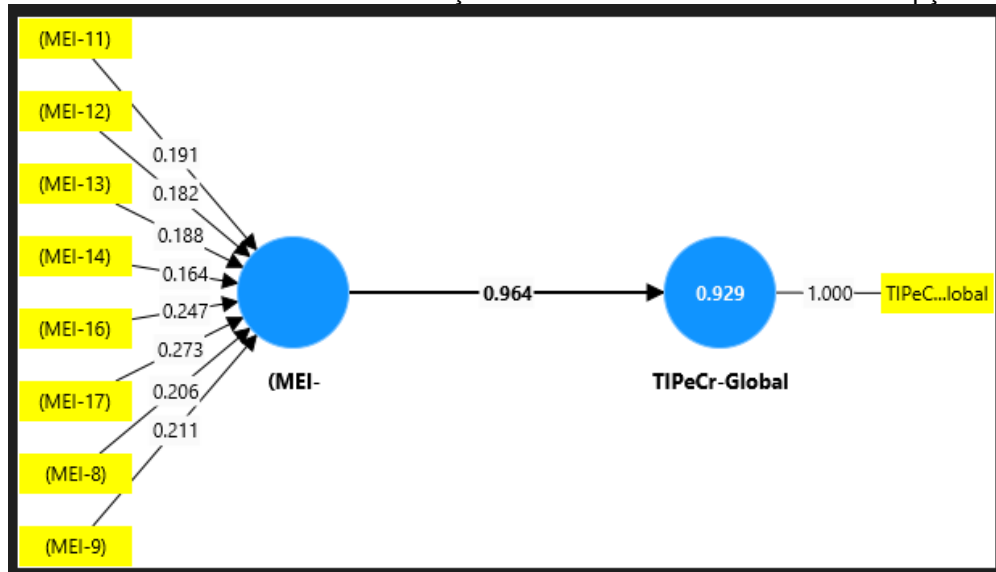 (MEI-11)
(MEI-12)
(MEI-13)
(MEI-14)
(MEI-16)
(MEI-17)
(MEI-8)
(MEI-9)
0.191
0.182
0.188
0.164
0.247
0.273
0.206
0.211
(MEI-
0.964
0.929
TIPeCr-Global
1.000
TIPeC...lobal